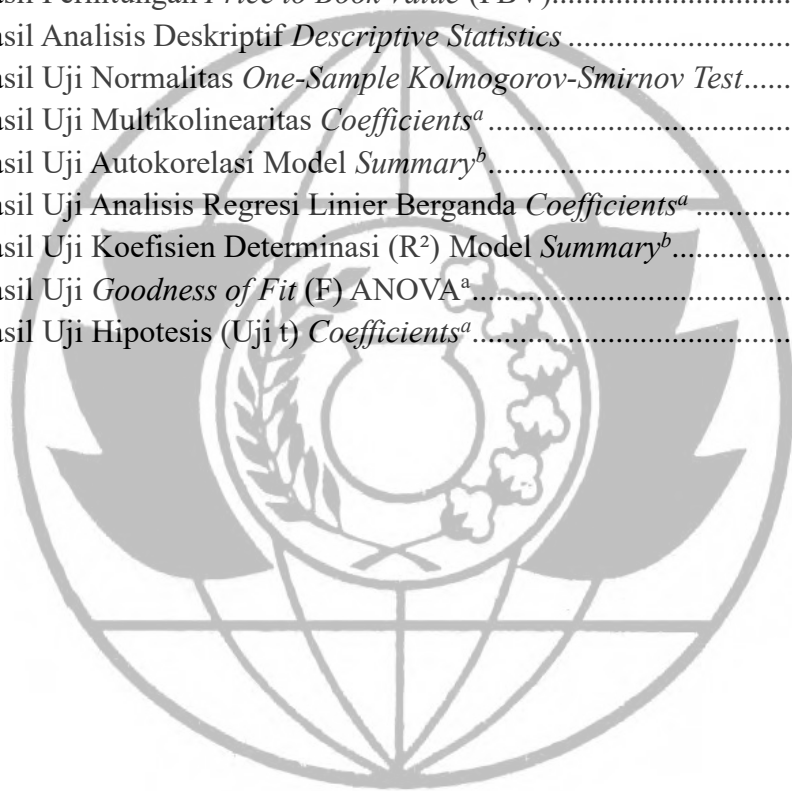 asil Perhitungan Price to Book Value (PBV)..............................
asil Analisis Deskriptif Descriptive Statistics............................
asil Uji Normalitas One-Sample Kolmogorov-Smirnov Test......
asil Uji Multikolinearitas Coefficientsᵃ.......................................
asil Uji Autokorelasi Model Summaryᵇ.......................................
asil Uji Analisis Regresi Linier Berganda Coefficientsᵃ.............
asil Uji Koefisien Determinasi (R²) Model Summaryᵇ................
asil Uji Goodness of Fit (F) ANOVAᵃ.........................................
asil Uji Hipotesis (Uji t) Coefficientsᵃ.........................................